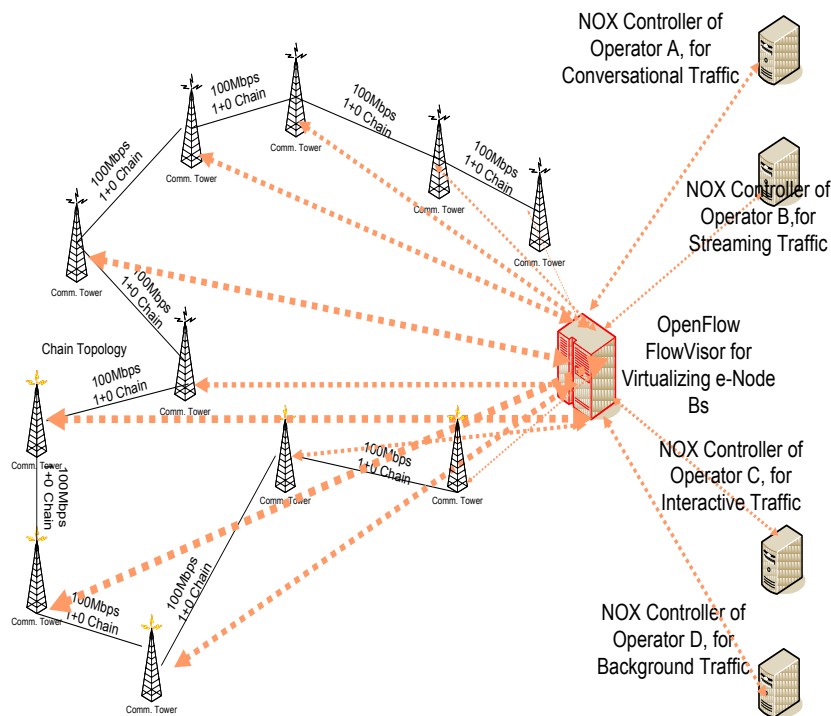 NOX Controller of
Operator A, for
Conversational Traffic
100Mbps
1+0 Chain
100Mbps
1+0 Chain
Comm. Tower
Comm. Tower
100Mbps
1+0 Chain
100Mbps
1+0 Chain
Comm. Tower
Comm. Tower
NOX Controller of
Operator B,for
Streaming Traffic
Comm. Tower
100Mbps
1+0 Chain
OpenFlow
FlowVisor for
Virtualizing e-Node
Bs
Chain Topology
100Mbps
1+0 Chain
Comm. Tower
Comm. Tower
100Mbps
1+0 Chain
Comm. Tower
100Mbps
1+0 Chain
Comm. Tower
NOX Controller of
Operator C, for
Interactive Traffic
100Mbps
1+0 Chain
100Mbps
1+0 Chain
Comm. Tower
Comm. Tower
NOX Controller of
Operator D, for
Background Traffic